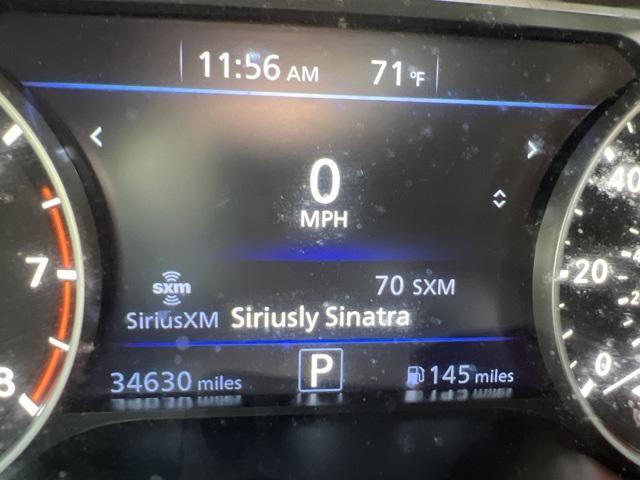 11:56 AM 71°F
0
MPH
70 SXM
sxm
SiriusXM Siriusly Sinatra
34630 miles P 145 miles
7
8
40
20
0